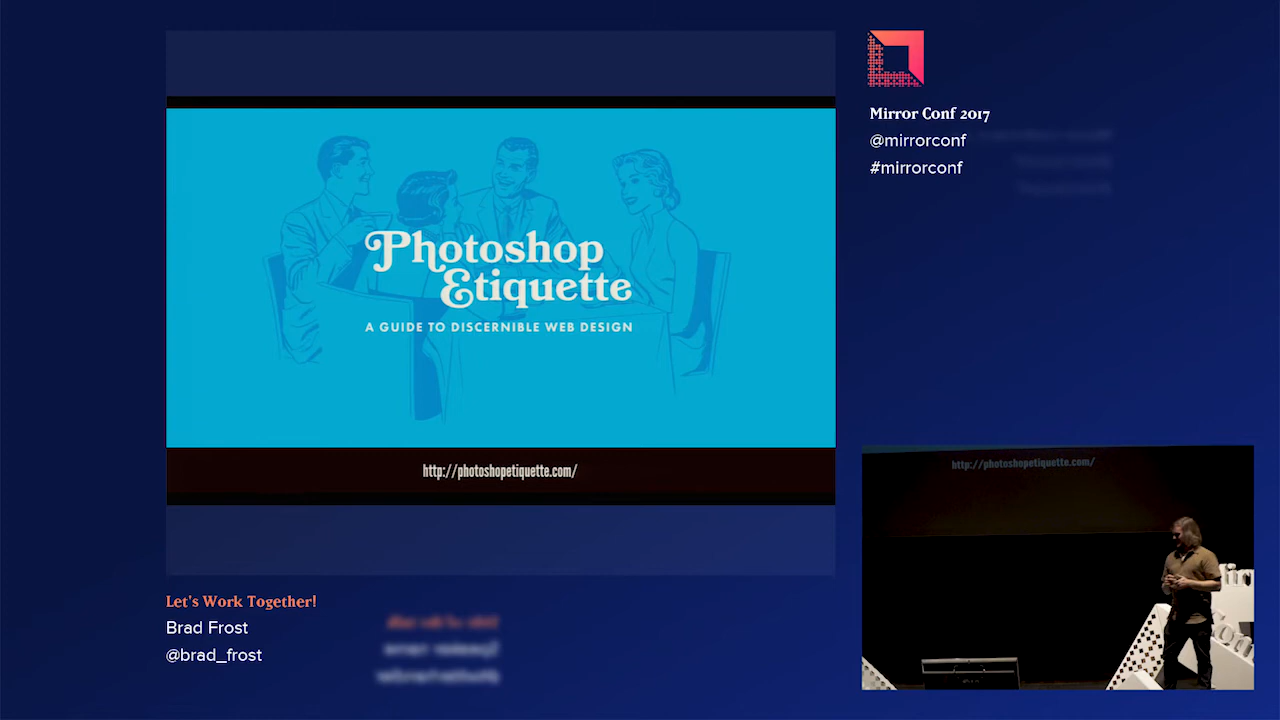 Photoshop
Etiquette
A GUIDE TO DISCERNIBLE WEB DESIGN
http://photoshopetiquette.com/
Mirror Conf 2017
@mirrorconf
#mirrorconf
http://photoshopetiquette.com/
Let's Work Together!
Brad Frost
@brad_frost